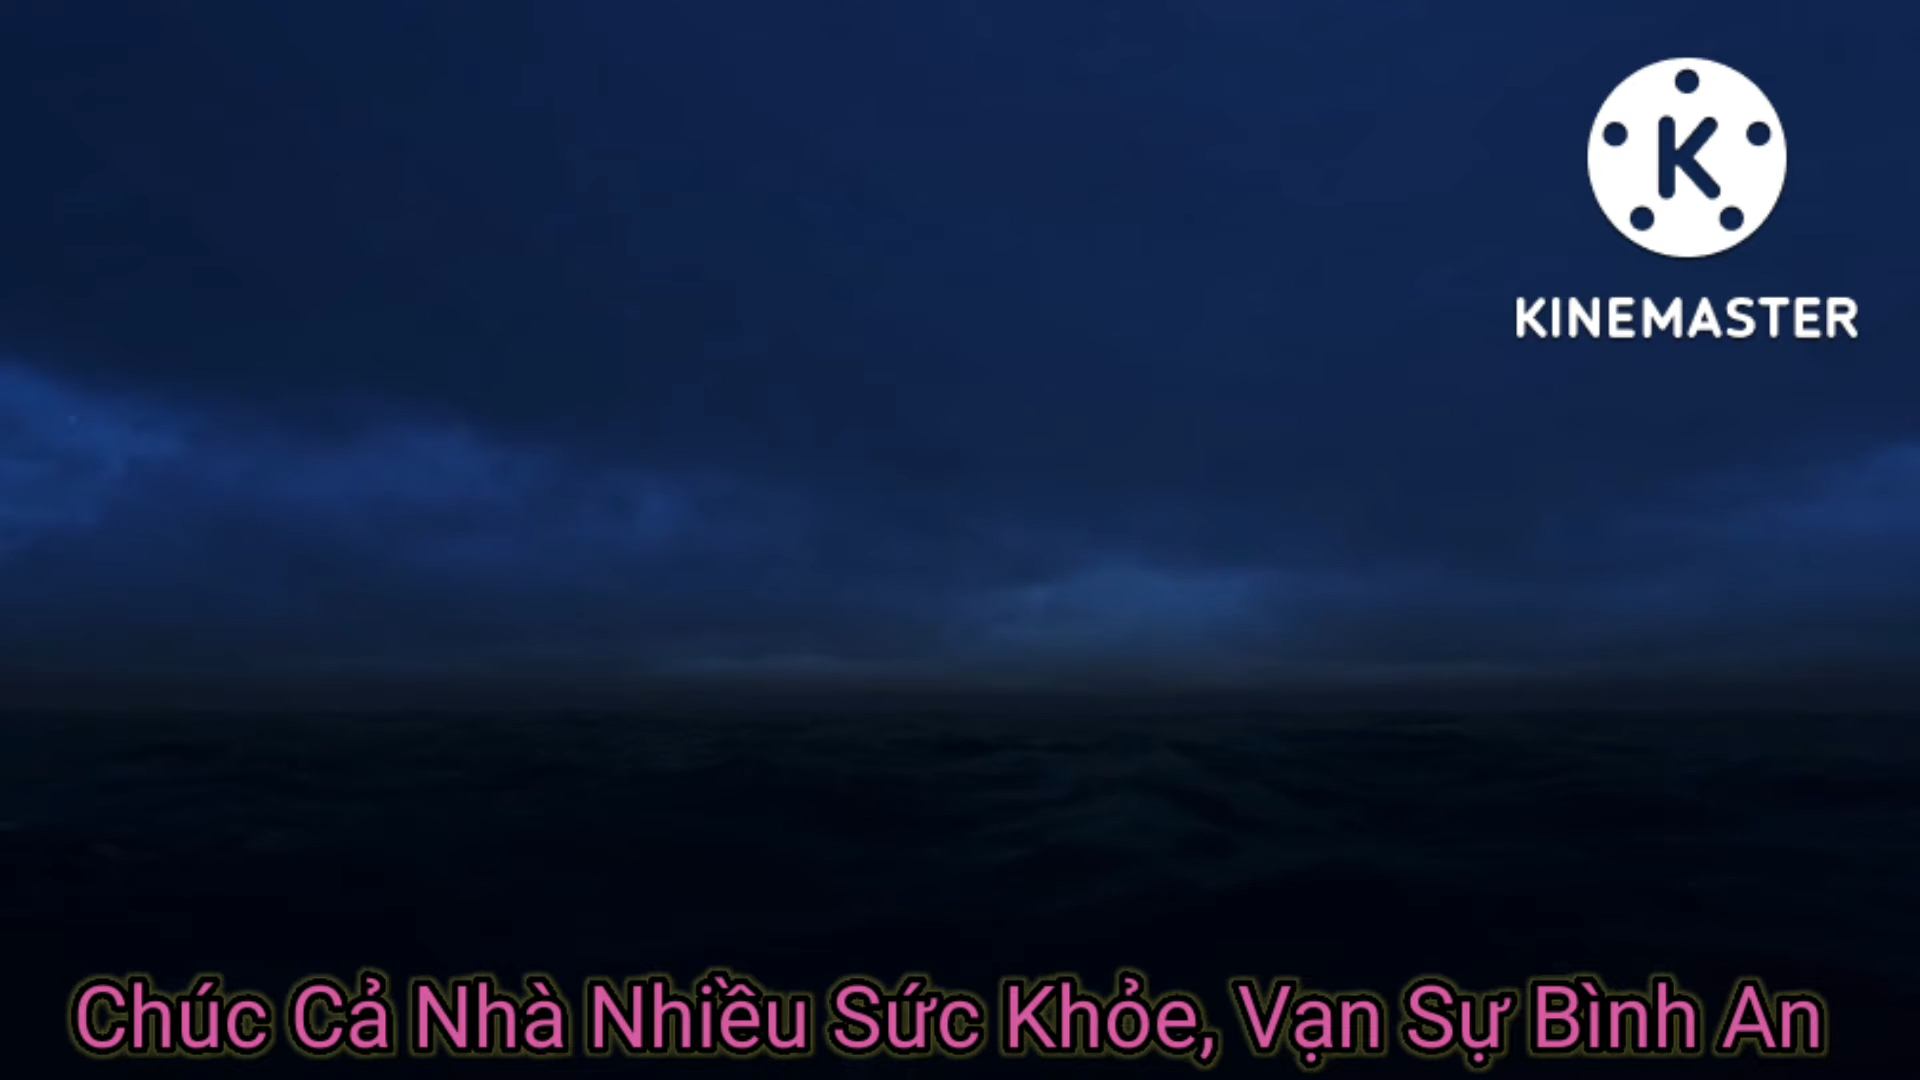 K
KINEMASTER
Chúc Cả Nhà Nhiều Sức Khỏe, Vạn Sự Bình An